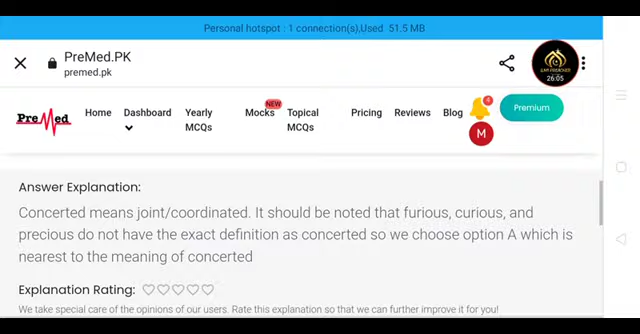 Personal hotspot : 1 connection(s),Used 51.5 MB
PreMed.PK
premed.pk
26:05
PreMed
Home
Dashboard
Yearly
MCQs
NEW
Mocks
Topical
MCQs
Pricing
Reviews
Blog
4
M
Premium
Answer Explanation:
Concerted means joint/coordinated. It should be noted that furious, curious, and
precious do not have the exact definition as concerted so we choose option A which is
nearest to the meaning of concerted
Explanation Rating:
We take special care of the opinions of our users. Rate this explanation so that we can further improve it for you!